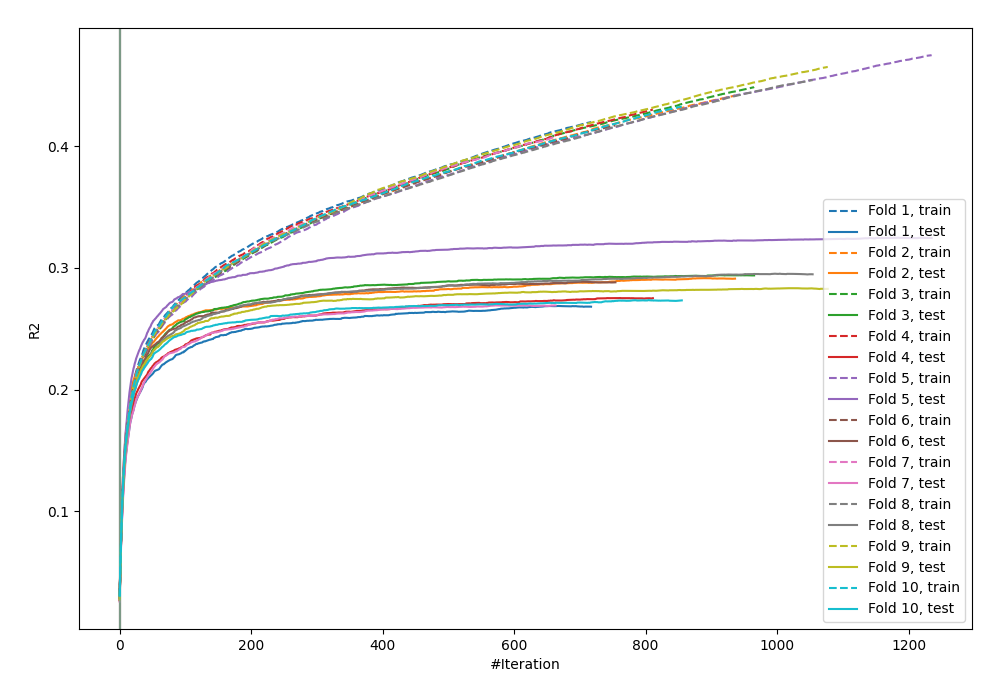 0.4
0.3
0.2
0.1
R2
0
200
400
600
800
1000
1200
#Iteration
Fold 1, train
Fold 1, test
Fold 2, train
Fold 2, test
Fold 3, train
Fold 3, test
Fold 4, train
Fold 4, test
Fold 5, train
Fold 5, test
Fold 6, train
Fold 6, test
Fold 7, train
Fold 7, test
Fold 8, train
Fold 8, test
Fold 9, train
Fold 9, test
Fold 10, train
Fold 10, test